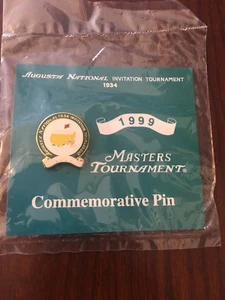 AUGUSTA NATIONAL INVITATION TOURNAMENT
1934
1999
MASTERS
TOURNAMENT®
Commemorative Pin